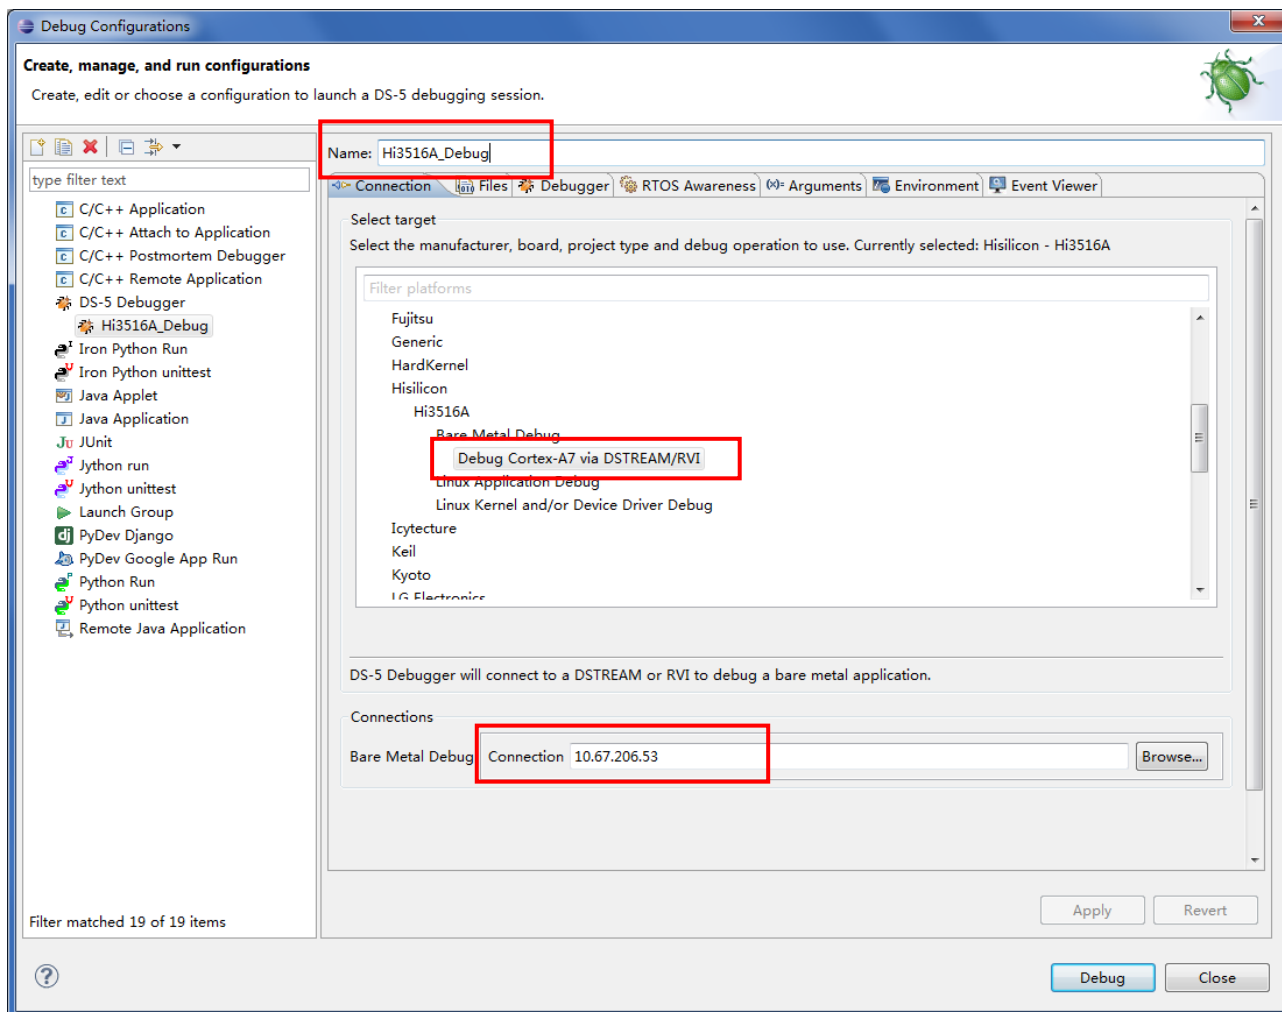 Debug Configurations
Create, manage, and run configurations
Create, edit or choose a configuration to launch a DS-5 debugging session.
type filter text
C/C++ Application
C/C++ Attach to Application
C/C++ Postmortem Debugger
C/C++ Remote Application
DS-5 Debugger
Hi3516A_Debug
Iron Python Run
Iron Python unittest
Java Applet
Java Application
JUnit
Jython run
Jython unittest
Launch Group
PyDev Django
PyDev Google App Run
Python Run
Python unittest
Remote Java Application
Filter matched 19 of 19 items
Name: Hi3516A_Debug
Connection Files Debugger RTOS Awareness (x)= Arguments Environment Event Viewer
Select target
Select the manufacturer, board, project type and debug operation to use. Currently selected: Hisilicon - Hi3516A
Filter platforms
Fujitsu
Generic
HardKernel
Hisilicon
Hi3516A
Bare Metal Debug
Debug Cortex-A7 via DSTREAM/RVI
Linux Application Debug
Linux Kernel and/or Device Driver Debug
Icytecture
Keil
Kyoto
LG Electronics
DS-5 Debugger will connect to a DSTREAM or RVI to debug a bare metal application.
Connections
Bare Metal Debug Connection 10.67.206.53 Browse...
Apply Revert
Debug Close